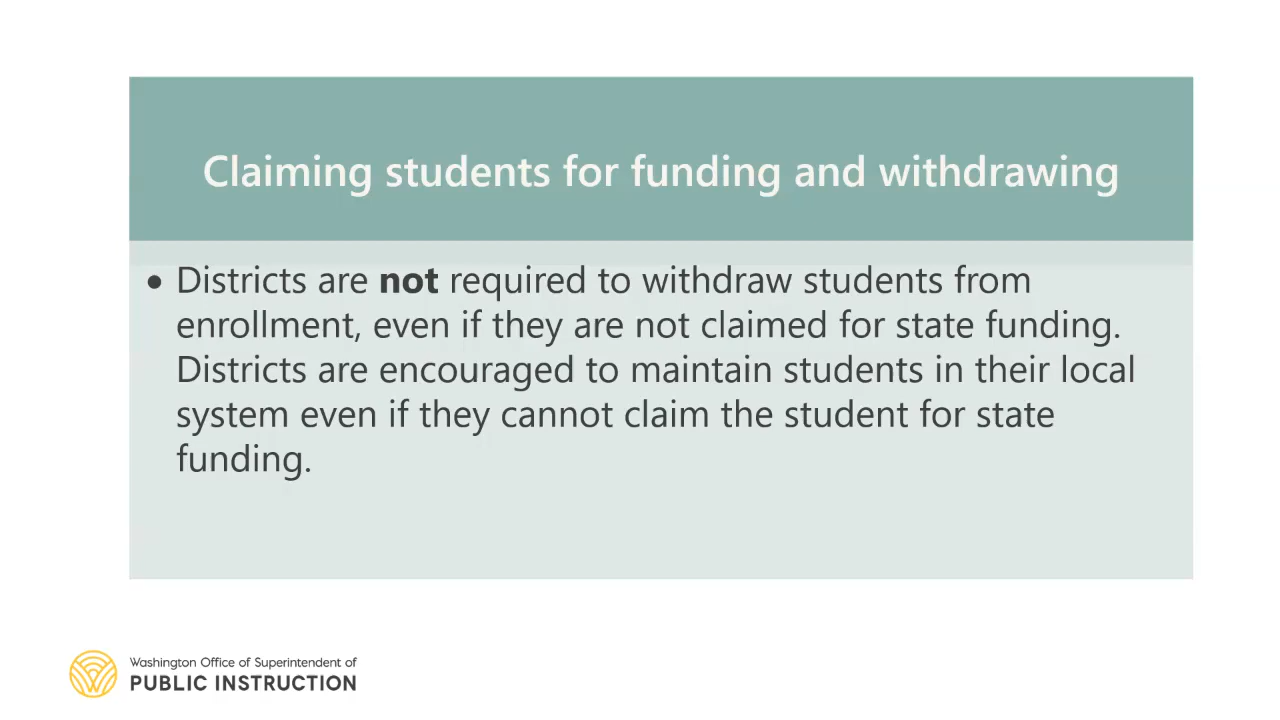 Claiming students for funding and withdrawing
• Districts are not required to withdraw students from
enrollment, even if they are not claimed for state funding.
Districts are encouraged to maintain students in their local
system even if they cannot claim the student for state
funding.
Washington Office of Superintendent of
PUBLIC INSTRUCTION